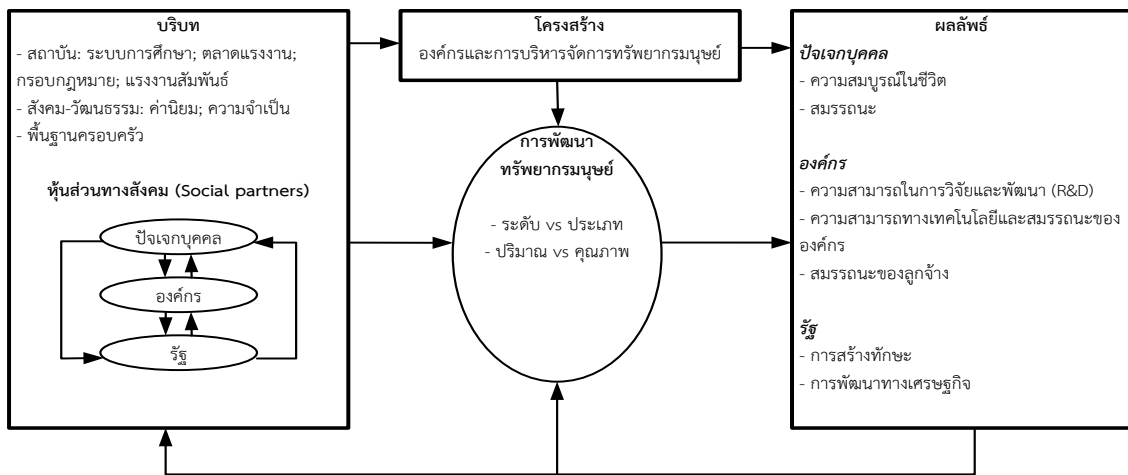 บริบท
- สถาบัน: ระบบการศึกษา; ตลาดแรงงาน;
กรอบกฎหมาย; แรงงานสัมพันธ์
- สังคม-วัฒนธรรม: ค่านิยม; ความจำเป็น
- พื้นฐานครอบครัว
หุ้นส่วนทางสังคม (Social partners)
ปัจเจกบุคคล
องค์กร
รัฐ
โครงสร้าง
องค์กรและการบริหารจัดการทรัพยากรมนุษย์
การพัฒนา
ทรัพยากรมนุษย์
- ระดับ vs ประเภท
- ปริมาณ vs คุณภาพ
ผลลัพธ์
ปัจเจกบุคคล
- ความสมบูรณ์ในชีวิต
- สมรรถนะ
องค์กร
- ความสามารถในการวิจัยและพัฒนา (R&D)
- ความสามารถทางเทคโนโลยีและสมรรถนะของ
องค์กร
- สมรรถนะของลูกจ้าง
รัฐ
- การสร้างทักษะ
- การพัฒนาทางเศรษฐกิจ